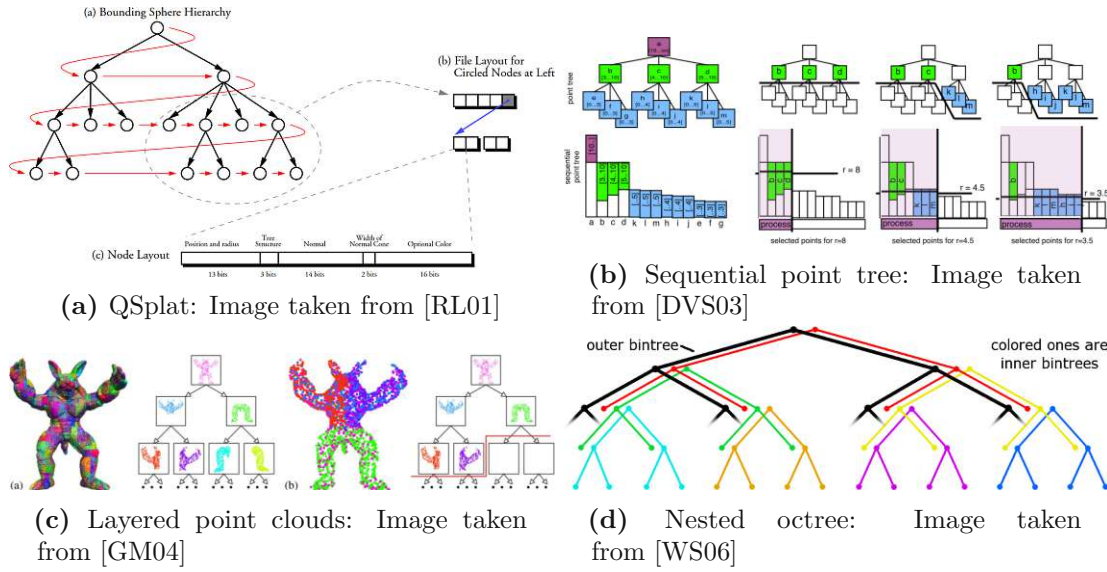 (a) Bounding Sphere Hierarchy
(b) File Layout for
Circled Nodes at Left
(c) Node Layout
Position and radius
Tree
Structure
Normal
Width of
Normal Cone
Optional Color
13 bits
3 bits
14 bits
2 bits
16 bits
(a) QSplat: Image taken from [RL01]
point tree
a
b
c
d
b c d
b c
k
l
m
b
sequential
point tree
a b c d k l m h i j e f g
r = 8
r = 4.5
r = 3.5
process
process
process
selected points for r=8
selected points for r=4.5
selected points for r=3.5
(b) Sequential point tree: Image taken
from [DVS03]
(a)
(b)
(c) Layered point clouds: Image taken
from [GM04]
outer bintree
colored ones are
inner bintrees
(d) Nested octree: Image taken
from [WS06]